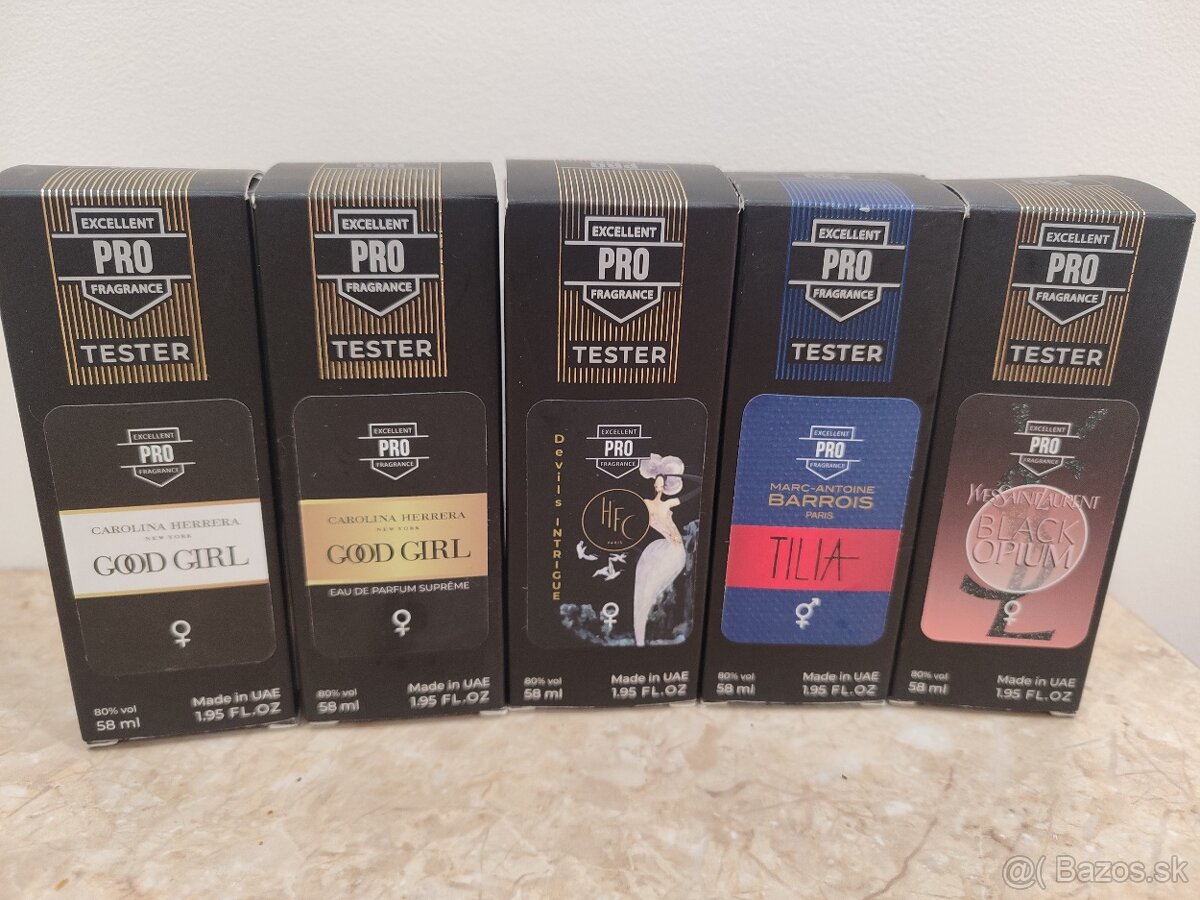 EXCELLENT
PRO
FRAGRANCE
TESTER
EXCELLENT
PRO
FRAGRANCE
CAROLINA HERRERA
NEW YORK
GOOD GIRL
80% vol
58 ml
Made in UAE
1.95 FL.OZ
PRO
EXCELLENT
PRO
FRAGRANCE
TESTER
EXCELLENT
PRO
FRAGRANCE
CAROLINA HERRERA
NEW YORK
GOOD GIRL
EAU DE PARFUM SUPRÊME
80% vol
58 ml
Made in UAE
1.95 FL.OZ
PRO
EXCELLENT
PRO
FRAGRANCE
TESTER
EXCELLENT
PRO
FRAGRANCE
Devils INTRIGUE
HFC
PARIS
80% vol
58 ml
Made in UAE
1.95 FL.OZ
EXCELLENT
PRO
FRAGRANCE
TESTER
EXCELLENT
PRO
FRAGRANCE
MARC-ANTOINE
BARROIS
PARIS
TILIA
80% vol
58 ml
Made in UAE
1.95 FL.OZ
EXCELLENT
PRO
FRAGRANCE
TESTER
EXCELLENT
PRO
FRAGRANCE
YVESSAINTLAURENT
BLACK
OPIUM
80% vol
58 ml
Made in UAE
1.95 FL.OZ
@( Bazos.sk